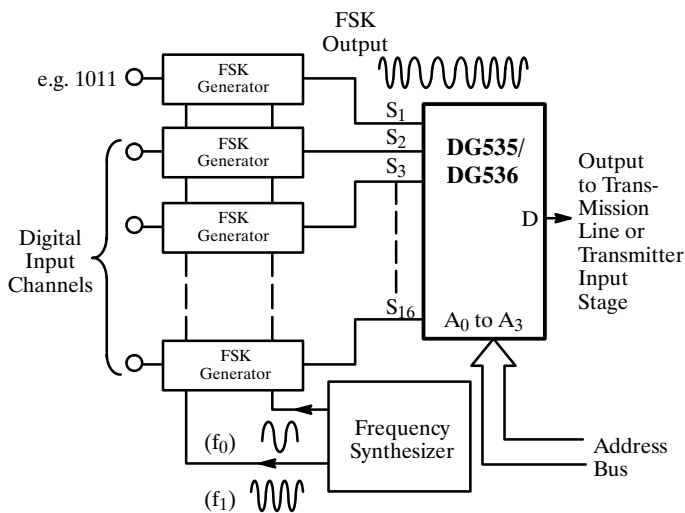 FSK
Output
e.g. 1011
FSK
Generator
S1
FSK
Generator
S2
DG535/
DG536
S3
FSK
Generator
Digital
Input
Channels
D
Output
to Trans-
Mission
Line or
Transmitter
Input
Stage
S16
A0 to A3
FSK
Generator
(f0)
Frequency
Synthesizer
(f1)
Address
Bus